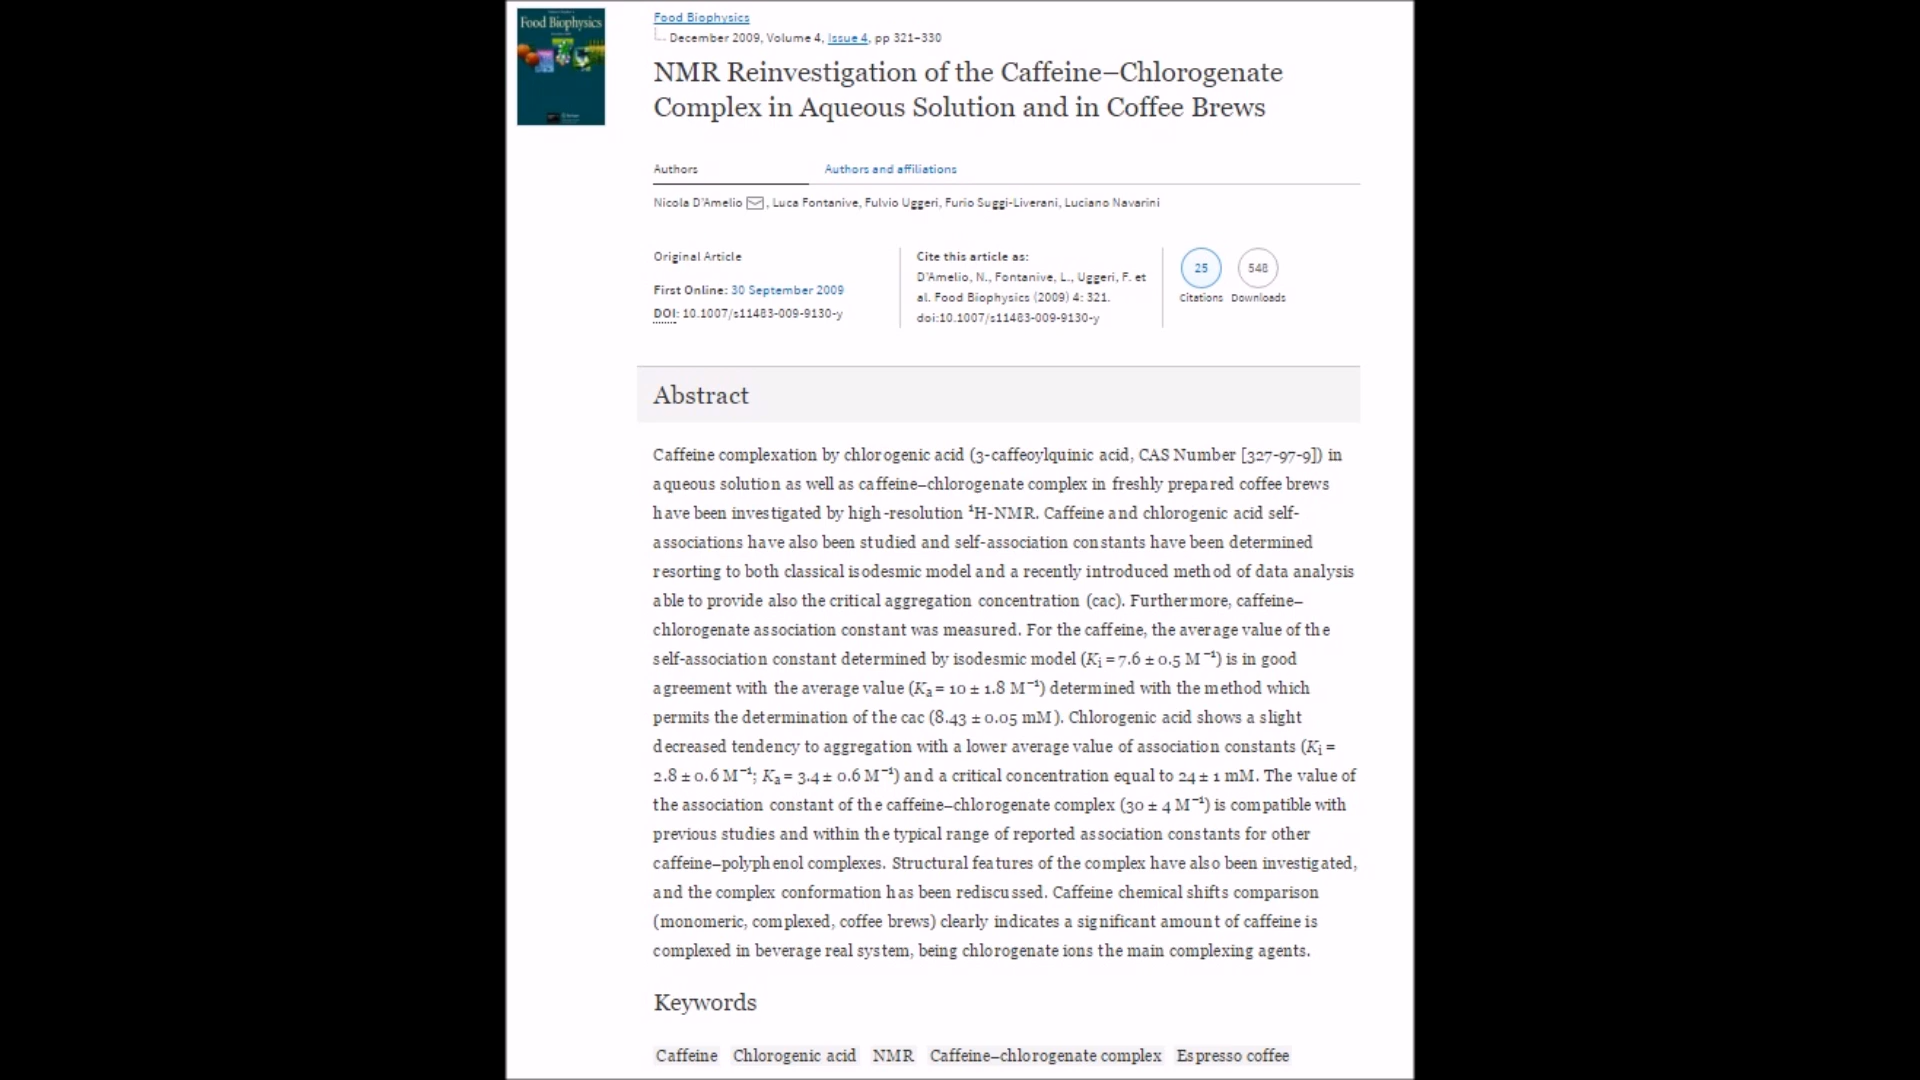 Food Biophysics
Food Biophysics
December 2009, Volume 4, Issue 4, pp 321–330
NMR Reinvestigation of the Caffeine–Chlorogenate
Complex in Aqueous Solution and in Coffee Brews
Authors
Authors and affiliations
Nicola D'Amelio, Luca Fontanive, Fulvio Uggeri, Furio Suggi-Liverani, Luciano Navarini
Original Article
First Online: 30 September 2009
DOI: 10.1007/s11483-009-9130-y
Cite this article as:
D'Amelio, N., Fontanive, L., Uggeri, F. et
al. Food Biophysics (2009) 4: 321.
doi:10.1007/s11483-009-9130-y
25
Citations
548
Downloads
Abstract
Caffeine complexation by chlorogenic acid (3-caffeoylquinic acid, CAS Number [327-97-9]) in
aqueous solution as well as caffeine–chlorogenate complex in freshly prepared coffee brews
have been investigated by high-resolution ¹H-NMR. Caffeine and chlorogenic acid self-
associations have also been studied and self-association constants have been determined
resorting to both classical isodesmic model and a recently introduced method of data analysis
able to provide also the critical aggregation concentration (cac). Furthermore, caffeine–
chlorogenate association constant was measured. For the caffeine, the average value of the
self-association constant determined by isodesmic model (Kᵢ = 7.6 ± 0.5 M⁻¹) is in good
agreement with the average value (Kₐ = 10 ± 1.8 M⁻¹) determined with the method which
permits the determination of the cac (8.43 ± 0.05 mM). Chlorogenic acid shows a slight
decreased tendency to aggregation with a lower average value of association constants (Kᵢ =
2.8 ± 0.6 M⁻¹; Kₐ = 3.4 ± 0.6 M⁻¹) and a critical concentration equal to 24 ± 1 mM. The value of
the association constant of the caffeine–chlorogenate complex (30 ± 4 M⁻¹) is compatible with
previous studies and within the typical range of reported association constants for other
caffeine–polyphenol complexes. Structural features of the complex have also been investigated,
and the complex conformation has been rediscussed. Caffeine chemical shifts comparison
(monomeric, complexed, coffee brews) clearly indicates a significant amount of caffeine is
complexed in beverage real system, being chlorogenate ions the main complexing agents.
Keywords
Caffeine Chlorogenic acid NMR Caffeine–chlorogenate complex Espresso coffee